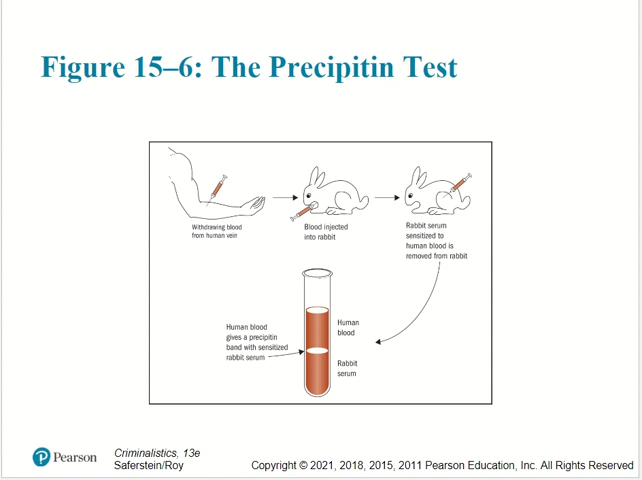 Figure 15–6: The Precipitin Test
Withdrawing blood
from human vein
Blood injected
into rabbit
Rabbit serum
sensitized to
human blood is
removed from rabbit
Human blood
gives a precipitin
band with sensitized
rabbit serum
Human
blood
Rabbit
serum
Pearson
Criminalistics, 13e
Saferstein/Roy
Copyright © 2021, 2018, 2015, 2011 Pearson Education, Inc. All Rights Reserved